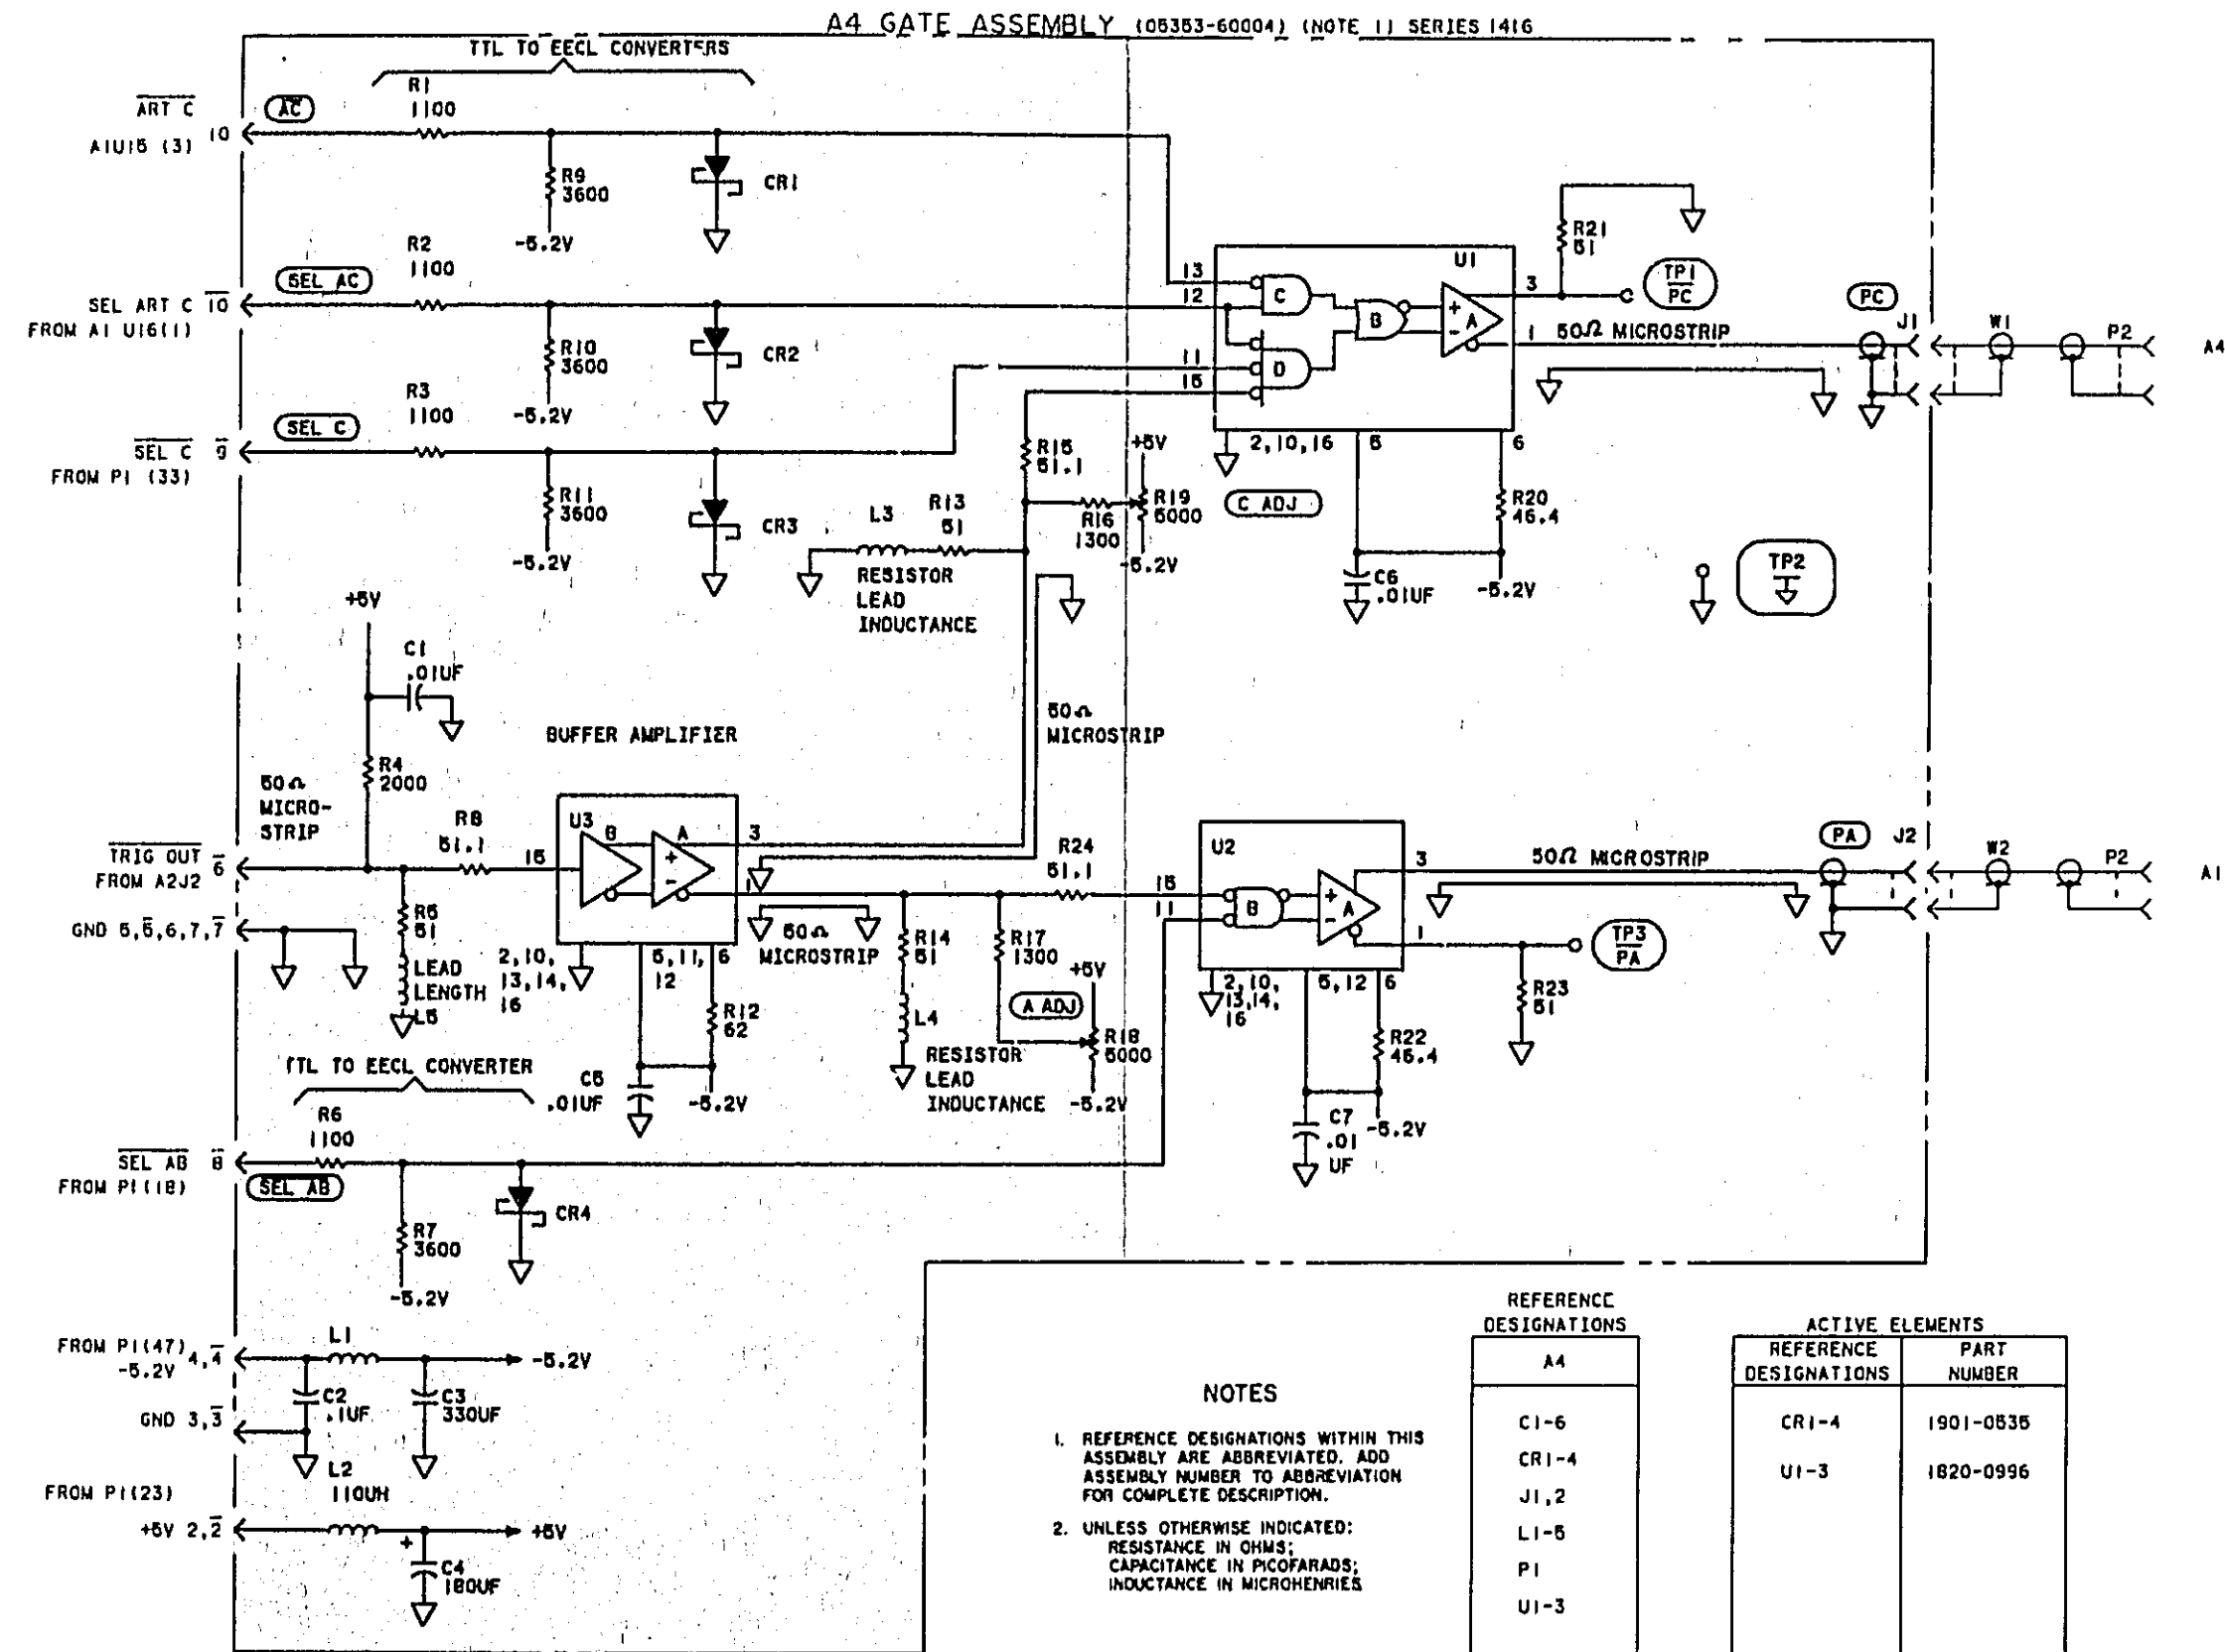 A4 GATE ASSEMBLY (05353-60004) (NOTE 1) SERIES 1416
TTL TO EECL CONVERTERS
ART C
A1U15 (3)
10
AC
R1
1100
R9
3600
-5.2V
CR1
SEL ART C 10
FROM A1 U16(1)
SEL AC
R2
1100
R10
3600
-5.2V
CR2
SEL C 9
FROM P1 (33)
SEL C
R3
1100
R11
3600
-5.2V
CR3
L3
R13
51
RESISTOR
LEAD
INDUCTANCE
R15
51.1
R16
1300
+5V
R19
5000
-5.2V
C ADJ
13
12
11
15
C
D
B
A
+
-
U1
3
1
2,10,16
5
6
R21
51
TP1
PC
50Ω MICROSTRIP
PC
J1
W1
P2
A4
R20
46.4
C6
.01UF
-5.2V
TP2
+5V
C1
.01UF
R4
2000
50Ω
MICRO-
STRIP
BUFFER AMPLIFIER
50Ω
MICROSTRIP
TRIG OUT 6
FROM A2J2
GND 5,5,6,7,7
R8
51.1
R5
51
LEAD
LENGTH
L5
15
U3
B
A
+
-
3
1
2,10,
13,14,
16
5,11,
12
6
R12
62
C5
.01UF
-5.2V
50Ω
MICROSTRIP
R14
51
L4
RESISTOR
LEAD
INDUCTANCE
R17
1300
R24
51.1
A ADJ
+5V
R18
5000
-5.2V
15
11
U2
B
A
+
-
3
1
2,10,
13,14,
16
5,12
6
50Ω MICROSTRIP
PA
J2
W2
P2
A1
TP3
PA
R23
51
R22
46.4
C7
.01
UF
-5.2V
TTL TO EECL CONVERTER
R6
1100
SEL AB 8
FROM P1(18)
SEL AB
R7
3600
-5.2V
CR4
FROM P1(47)
-5.2V
4,4
L1
-5.2V
C2
.1UF
C3
330UF
GND 3,3
L2
110UH
FROM P1(23)
+5V 2,2
+5V
+
C4
180UF
NOTES
1. REFERENCE DESIGNATIONS WITHIN THIS
ASSEMBLY ARE ABBREVIATED. ADD
ASSEMBLY NUMBER TO ABBREVIATION
FOR COMPLETE DESCRIPTION.
2. UNLESS OTHERWISE INDICATED:
RESISTANCE IN OHMS;
CAPACITANCE IN PICOFARADS;
INDUCTANCE IN MICROHENRIES
REFERENCE
DESIGNATIONS
A4
C1-6
CR1-4
J1,2
L1-5
P1
U1-3
ACTIVE ELEMENTS
REFERENCE
DESIGNATIONS
PART
NUMBER
CR1-4
1901-0535
U1-3
1820-0996